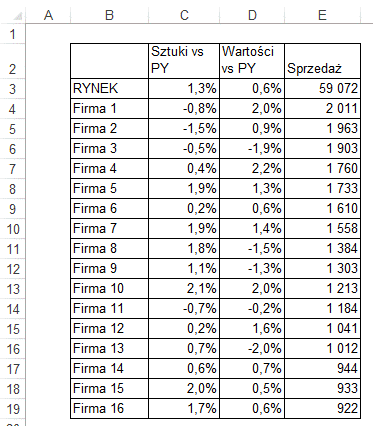 A B C D E
1
2 Sztuki vs PY Wartości vs PY Sprzedaż
3 RYNEK 1,3% 0,6% 59 072
4 Firma 1 -0,8% 2,0% 2 011
5 Firma 2 -1,5% 0,9% 1 963
6 Firma 3 -0,5% -1,9% 1 903
7 Firma 4 0,4% 2,2% 1 760
8 Firma 5 1,9% 1,3% 1 733
9 Firma 6 0,2% 0,6% 1 610
10 Firma 7 1,9% 1,4% 1 558
11 Firma 8 1,8% -1,5% 1 384
12 Firma 9 1,1% -1,3% 1 303
13 Firma 10 2,1% 2,0% 1 213
14 Firma 11 -0,7% -0,2% 1 184
15 Firma 12 0,2% 1,6% 1 041
16 Firma 13 0,7% -2,0% 1 012
17 Firma 14 0,6% 0,7% 944
18 Firma 15 2,0% 0,5% 933
19 Firma 16 1,7% 0,6% 922